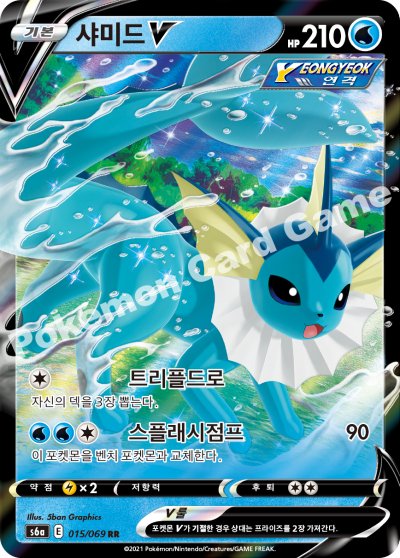 기본 샤미드 V HP 210
YEONGYEOK
연격
Pokémon Card Game
트리플드로
자신의 덱을 3장 뽑는다.
스플래시점프 90
이 포켓몬을 벤치 포켓몬과 교체한다.
약점 ×2 저항력 후퇴
Illus. 5ban Graphics
V룰
s6a E 015/069 RR
포켓몬 V가 기절한 경우 상대는 프라이즈를 2장 가져간다.
©2021 Pokémon/Nintendo/Creatures/GAME FREAK.